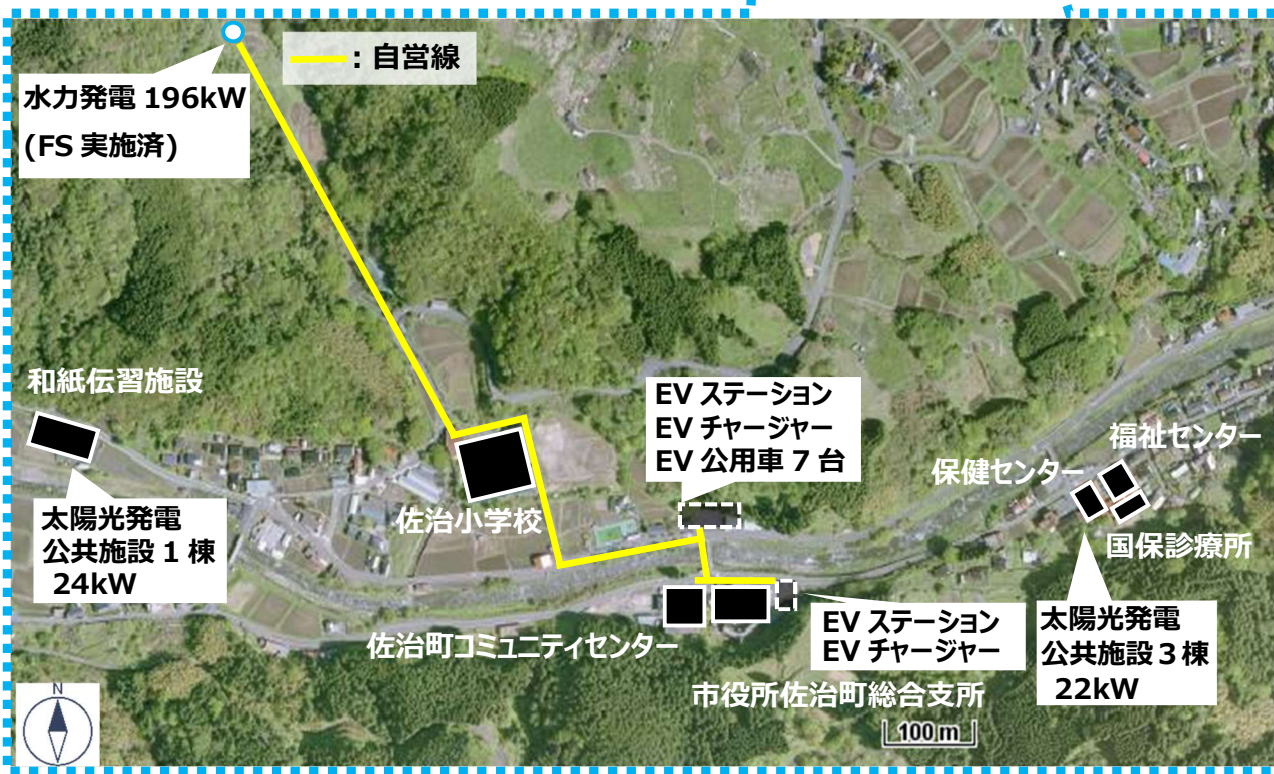 : 自営線
水力発電 196kW
(FS 実施済)
和紙伝習施設
太陽光発電
公共施設 1 棟
24kW
佐治小学校
EV ステーション
EV チャージャー
EV 公用車 7 台
福祉センター
保健センター
国保診療所
太陽光発電
公共施設 3 棟
22kW
佐治町コミュニティセンター
EV ステーション
EV チャージャー
市役所佐治町総合支所
100 m
N